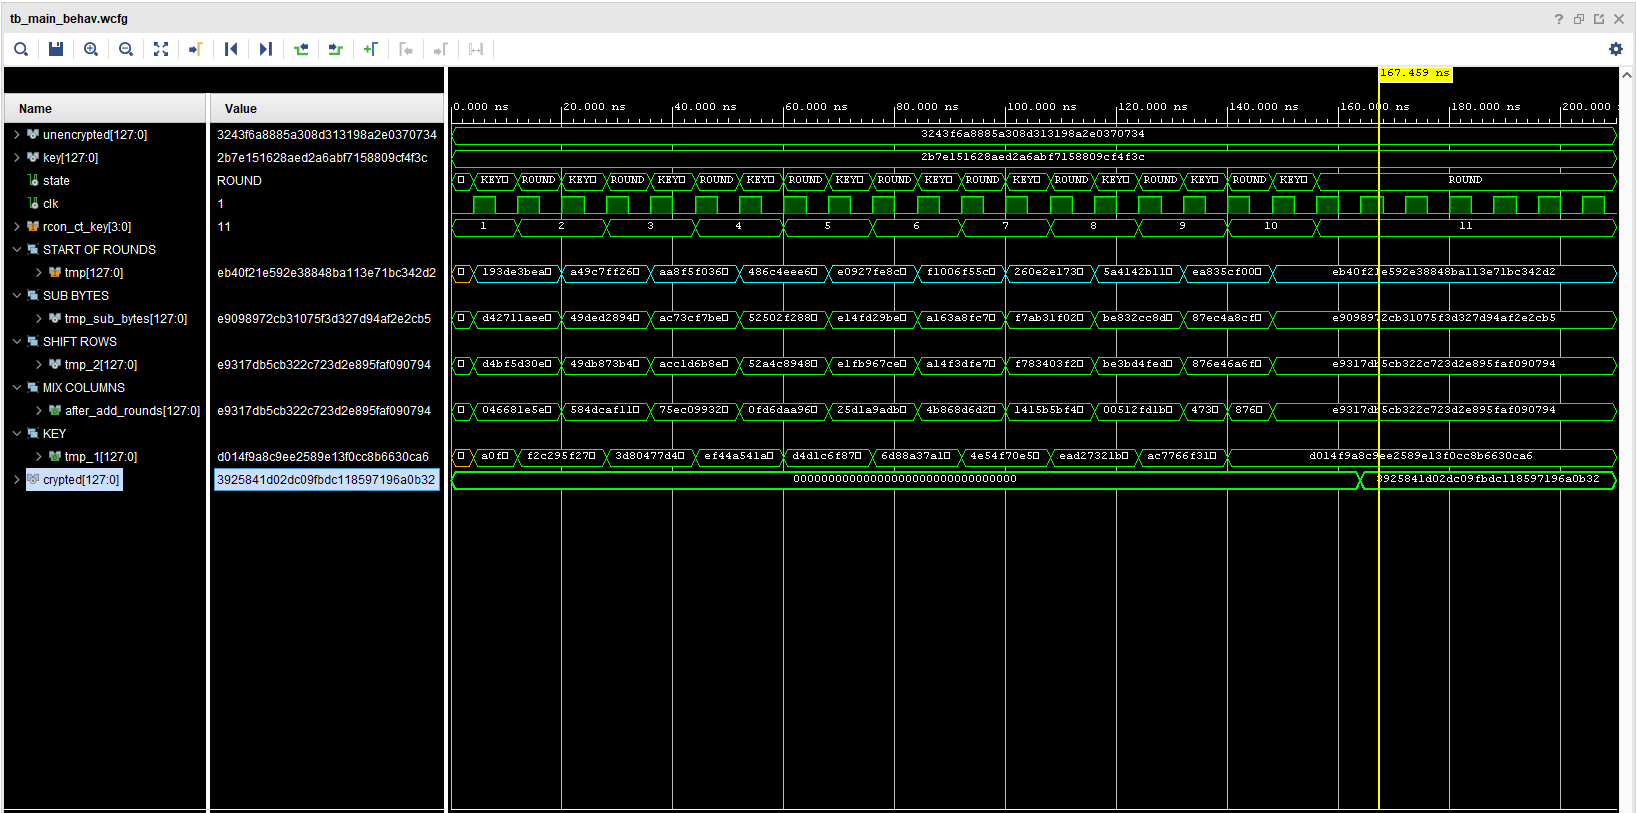 tb_main_behav.wcfg
167.459 ns
Name Value
0.000 ns 20.000 ns 40.000 ns 60.000 ns 80.000 ns 100.000 ns 120.000 ns 140.000 ns 160.000 ns 180.000 ns 200.000
unencrypted[127:0] 3243f6a8885a308d313198a2e0370734 3243f6a8885a308d313198a2e0370734
key[127:0] 2b7e151628aed2a6abf7158809cf4f3c 2b7e151628aed2a6abf7158809cf4f3c
state ROUND KEY ROUND KEY ROUND KEY ROUND KEY ROUND KEY ROUND KEY ROUND KEY ROUND KEY ROUND KEY ROUND KEY ROUND
clk 1
rcon_ct_key[3:0] 11 1 2 3 4 5 6 7 8 9 10 11
START OF ROUNDS
tmp[127:0] eb40f21e592e38848ba113e71bc342d2 193de3bea a49c7ff26 aa8f5f036 486c4eee6 e0927fe8c f1006f55c 260e2e173 5a4142b11 ea835cf00 eb40f21e592e38848ba113e71bc342d2
SUB BYTES
tmp_sub_bytes[127:0] e9098972cb31075f3d327d94af2e2cb5 d42711aee 49ded2894 ac73cf7be 52502f288 e14fd29be a163a8fc7 f7ab31f02 be832cc8d 87ec4a8cf e9098972cb31075f3d327d94af2e2cb5
SHIFT ROWS
tmp_2[127:0] e9317db5cb322c723d2e895faf090794 d4bf5d30e 49db873b4 acc1d6b8e 52a4c8948 e1fb967ce a14f3dfe7 f783403f2 be3bd4fed 876e46a6f e9317db5cb322c723d2e895faf090794
MIX COLUMNS
after_add_rounds[127:0] e9317db5cb322c723d2e895faf090794 046681e5e 584dcaf11 75ec09932 0fd6daa96 25d1a9adb 4b868d6d2 1415b5bf4 00512fd1b 473 876 e9317db5cb322c723d2e895faf090794
KEY
tmp_1[127:0] d014f9a8c9ee2589e13f0cc8b6630ca6 a0f f2c295f27 3d80477d4 ef44a541a d4d1c6f87 6d88a37a1 4e54f70e5 ead27321b ac7766f31 d014f9a8c9ee2589e13f0cc8b6630ca6
crypted[127:0] 3925841d02dc09fbdc118597196a0b32 00000000000000000000000000000000 3925841d02dc09fbdc118597196a0b32